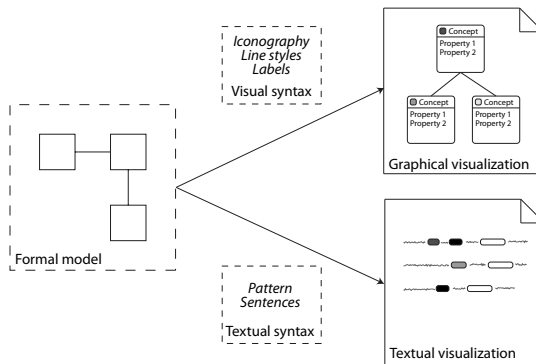 Iconography
Line styles
Labels
Visual syntax
Concept
Property 1
Property 2
Concept
Property 1
Property 2
Concept
Property 1
Property 2
Graphical visualization
Formal model
Pattern
Sentences
Textual syntax
Textual visualization